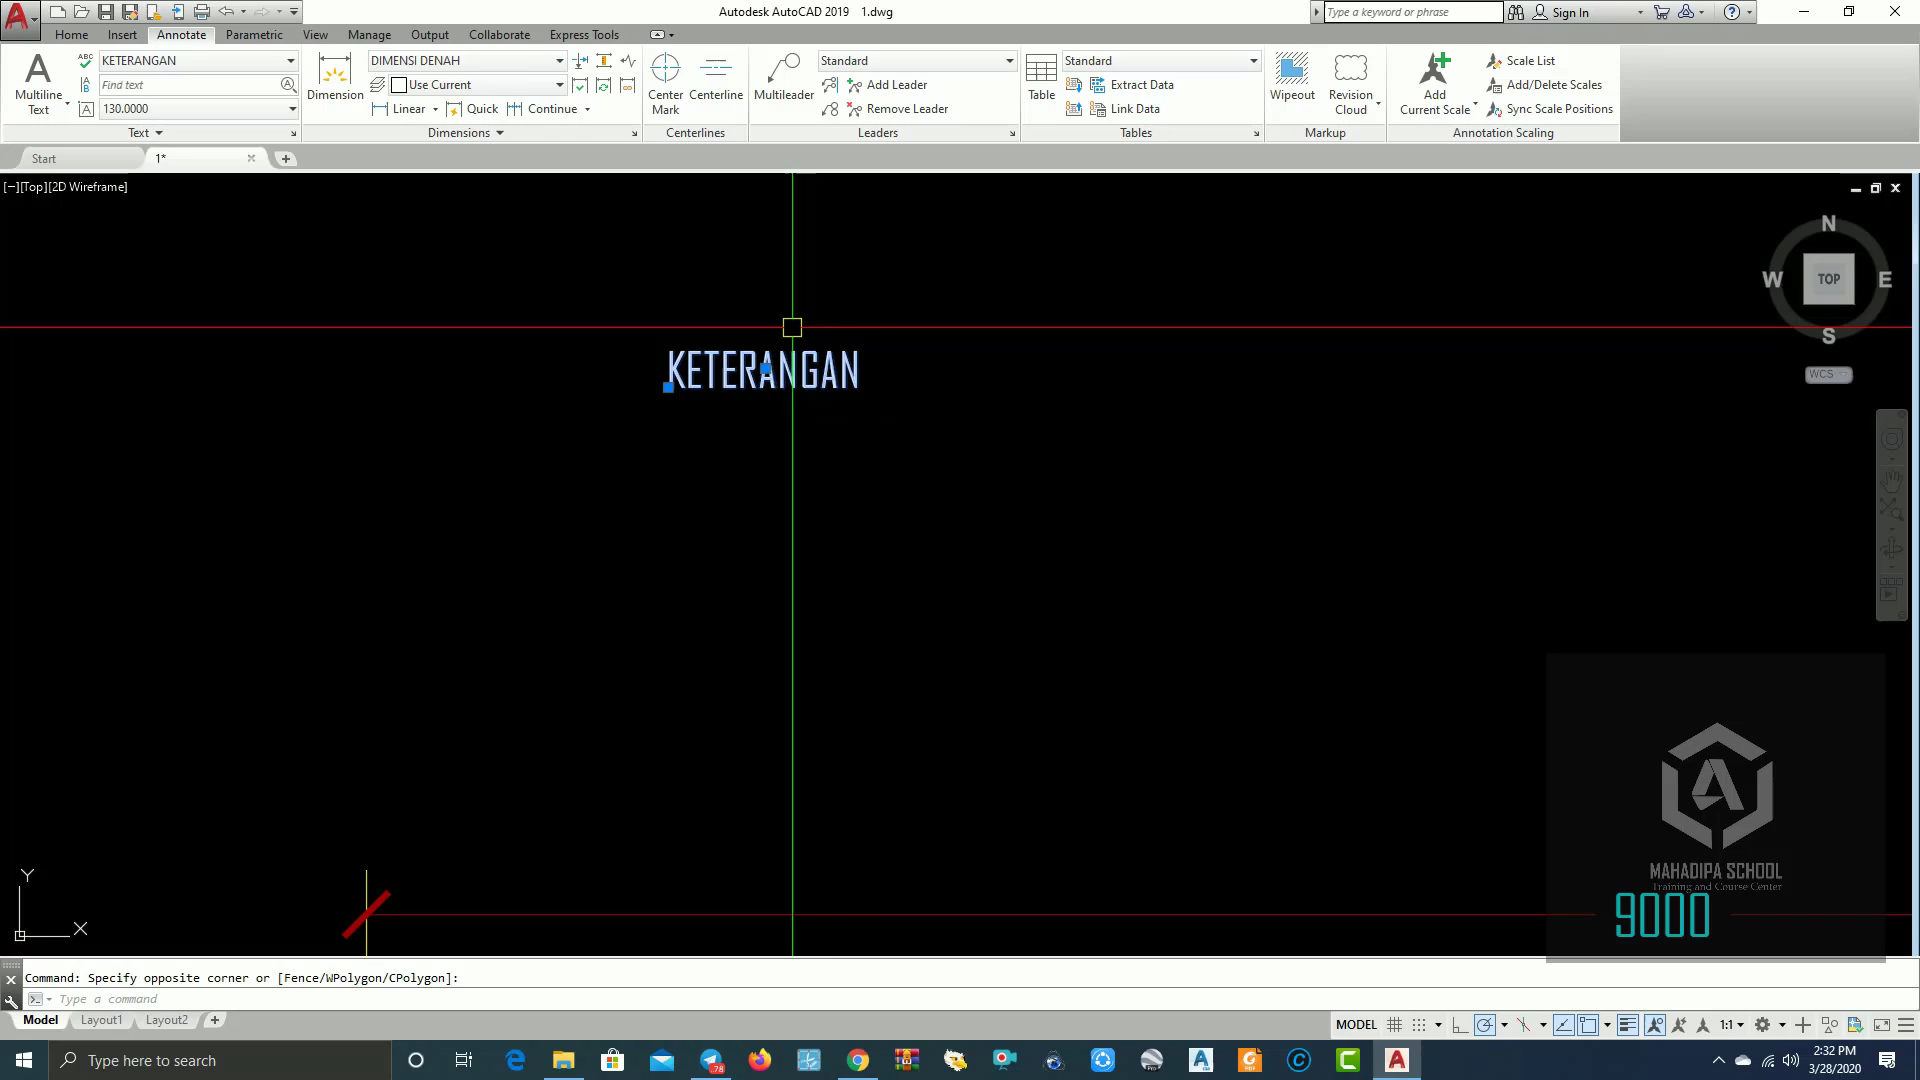 Autodesk AutoCAD 2019   1.dwg
Type a keyword or phrase
Sign In
Home
Insert
Annotate
Parametric
View
Manage
Output
Collaborate
Express Tools
Multiline Text
ABC
KETERANGAN
Find text
130.0000
Text
Dimension
DIMENSI DENAH
Use Current
Linear
Quick
Continue
Dimensions
Center Mark
Centerline
Centerlines
Multileader
Standard
Add Leader
Remove Leader
Leaders
Table
Standard
Extract Data
Link Data
Tables
Wipeout
Revision Cloud
Markup
Add Current Scale
Scale List
Add/Delete Scales
Sync Scale Positions
Annotation Scaling
Start
1*
[−][Top][2D Wireframe]
N
W
TOP
E
S
WCS
KETERANGAN
MAHADIPA SCHOOL
Training and Course Center
9000
Y
X
Command: Specify opposite corner or [Fence/WPolygon/CPolygon]:
Type a command
Model
Layout1
Layout2
MODEL
1:1
Type here to search
78
2:32 PM
3/28/2020